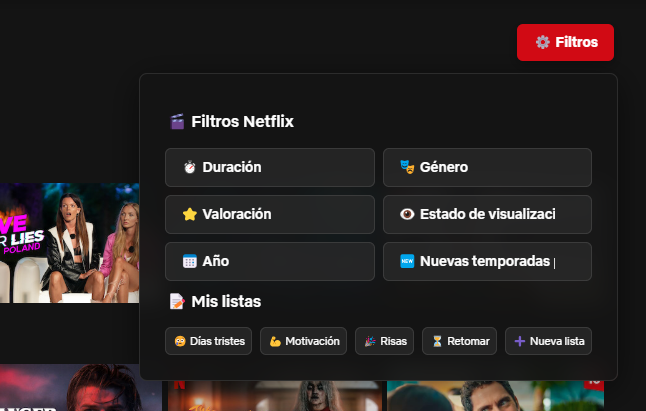 Filtros
Filtros Netflix
Duración
Género
Valoración
Estado de visualizaci
Año
Nuevas temporadas
Mis listas
Días tristes
Motivación
Risas
Retomar
Nueva lista
VE
R LIES
POLAND